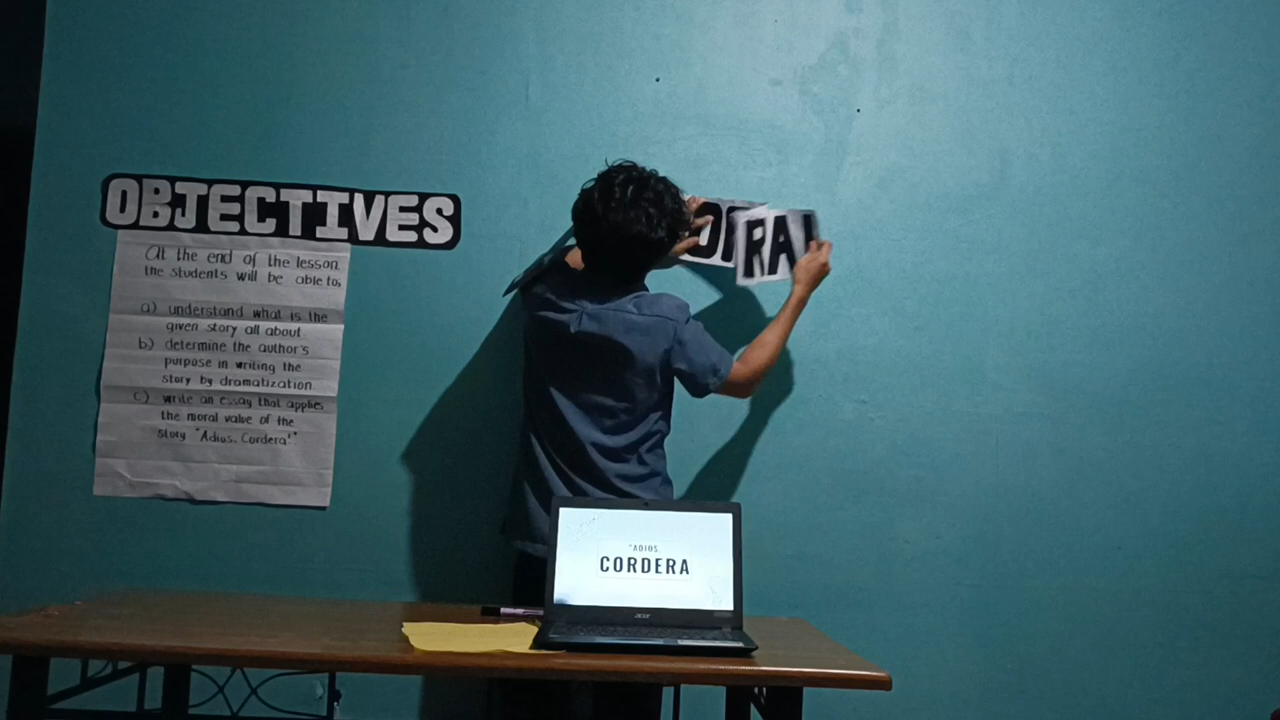 OBJECTIVES
At the end of the lesson
the students will be able to;
a) understand what is the
given story all about.
b) determine the author's
purpose in writing the
story by dramatization.
c) write an essay that applies
the moral value of the
story "Adios, Cordera!"
RA!
"ADIOS,
CORDERA
acer